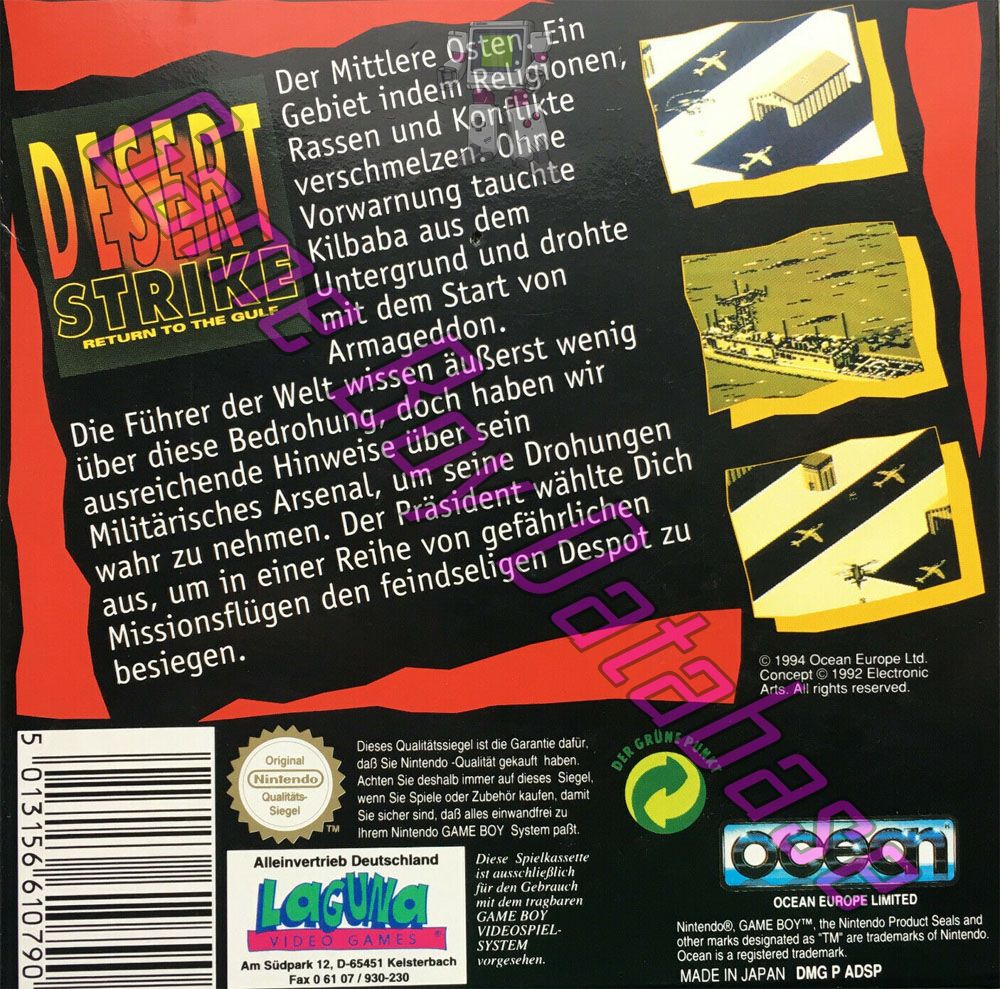 DESERT
STRIKE
RETURN TO THE GULF
Der Mittlere Osten. Ein
Gebiet indem Religionen,
Rassen und Konflikte
verschmelzen. Ohne
Vorwarnung tauchte
Kilbaba aus dem
Untergrund und drohte
mit dem Start von
Armageddon.
Die Führer der Welt wissen äußerst wenig
über diese Bedrohung, doch haben wir
ausreichende Hinweise über sein
Militärisches Arsenal, um seine Drohungen
wahr zu nehmen. Der Präsident wählte Dich
aus, um in einer Reihe von gefährlichen
Missionsflügen den feindseligen Despot zu
besiegen.
© 1994 Ocean Europe Ltd.
Concept © 1992 Electronic
Arts. All rights reserved.
5 013156 610790
Original
Nintendo
Qualitäts-
Siegel
TM
Dieses Qualitätssiegel ist die Garantie dafür,
daß Sie Nintendo -Qualität gekauft haben.
Achten Sie deshalb immer auf dieses Siegel,
wenn Sie Spiele oder Zubehör kaufen, damit
Sie sicher sind, daß alles einwandfrei zu
Ihrem Nintendo GAME BOY System paßt.
DER GRÜNE PUNKT
Alleinvertrieb Deutschland
LAGUNA
VIDEO GAMES ®
Am Südpark 12, D-65451 Kelsterbach
Fax 0 61 07 / 930-230
Diese Spielkassette
ist ausschließlich
für den Gebrauch
mit dem tragbaren
GAME BOY
VIDEOSPIEL-
SYSTEM
vorgesehen.
ocean®
OCEAN EUROPE LIMITED
Nintendo®, GAME BOY™, the Nintendo Product Seals and
other marks designated as "TM" are trademarks of Nintendo.
Ocean is a registered trademark.
MADE IN JAPAN DMG P ADSP
Game Boy Database